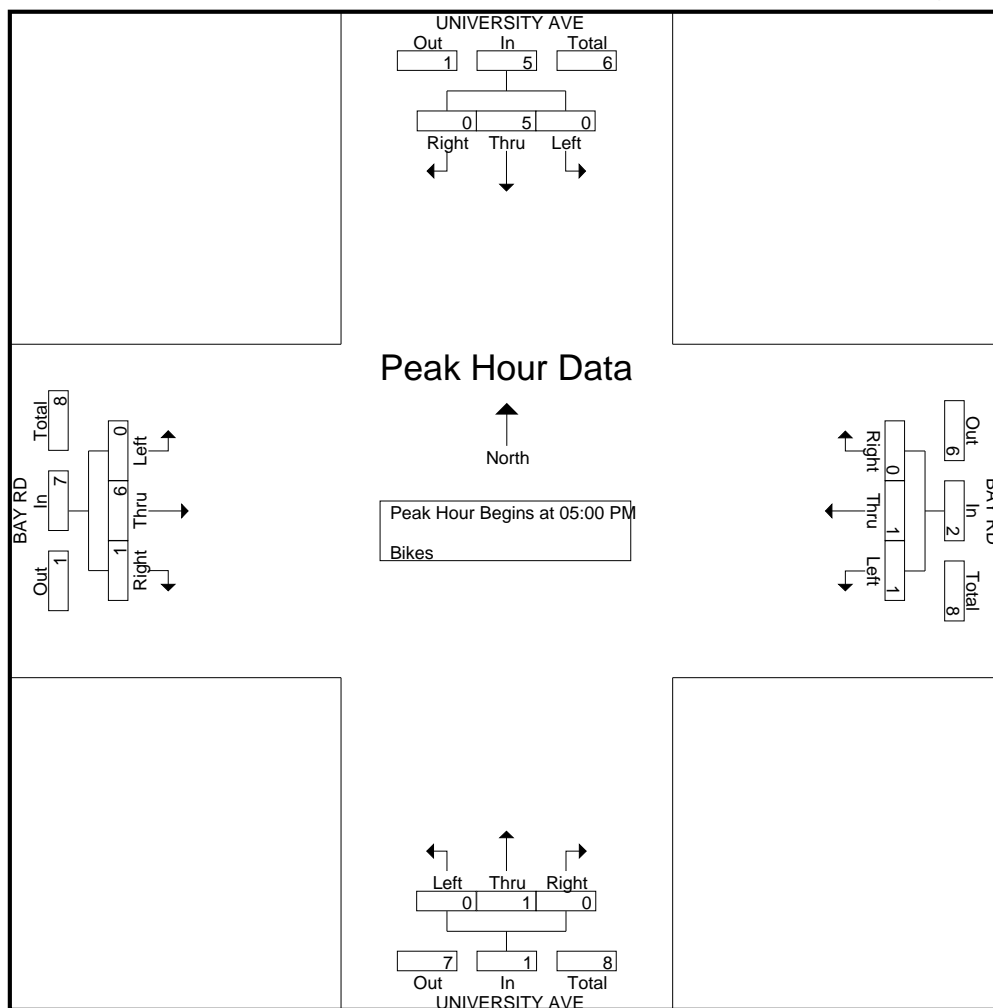 UNIVERSITY AVE
Out In Total
1 5 6
0 5 0
Right Thru Left
Peak Hour Data
North
Peak Hour Begins at 05:00 PM
Bikes
BAY RD
Out In Total
1 7 8
1 6 0
Right Thru Left
BAY RD
Out In Total
6 2 8
0 1 1
Right Thru Left
Left Thru Right
0 1 0
7 1 8
Out In Total
UNIVERSITY AVE